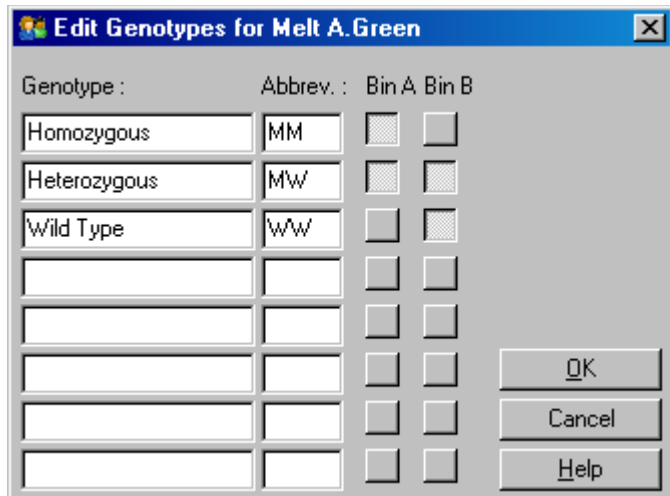 Edit Genotypes for Melt A.Green
Genotype : Abbrev. : Bin A Bin B
Homozygous MM
Heterozygous MW
Wild Type WW
OK
Cancel
Help